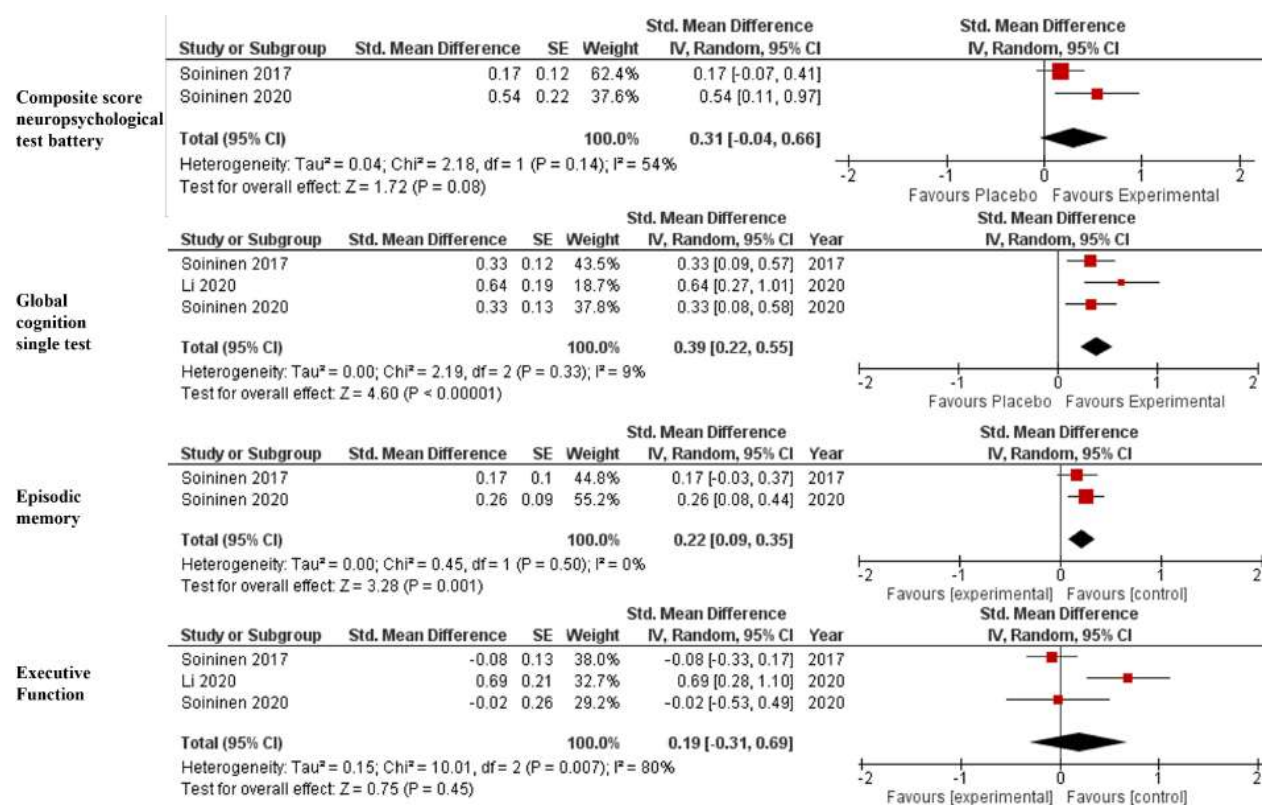 Composite score
neuropsychological
test battery
Std. Mean Difference Std. Mean Difference
Study or Subgroup Std. Mean Difference SE Weight IV, Random, 95% CI IV, Random, 95% CI
Soininen 2017 0.17 0.12 62.4% 0.17 [-0.07, 0.41]
Soininen 2020 0.54 0.22 37.6% 0.54 [0.11, 0.97]
Total (95% CI) 100.0% 0.31 [-0.04, 0.66]
Heterogeneity: Tau² = 0.04; Chi² = 2.18, df = 1 (P = 0.14); I² = 54%
Test for overall effect: Z = 1.72 (P = 0.08)
-2 -1 0 1 2
Favours Placebo Favours Experimental
Global
cognition
single test
Std. Mean Difference Std. Mean Difference
Study or Subgroup Std. Mean Difference SE Weight IV, Random, 95% CI Year IV, Random, 95% CI
Soininen 2017 0.33 0.12 43.5% 0.33 [0.09, 0.57] 2017
Li 2020 0.64 0.19 18.7% 0.64 [0.27, 1.01] 2020
Soininen 2020 0.33 0.13 37.8% 0.33 [0.08, 0.58] 2020
Total (95% CI) 100.0% 0.39 [0.22, 0.55]
Heterogeneity: Tau² = 0.00; Chi² = 2.19, df = 2 (P = 0.33); I² = 9%
Test for overall effect: Z = 4.60 (P < 0.00001)
-2 -1 0 1 2
Favours Placebo Favours Experimental
Episodic
memory
Std. Mean Difference Std. Mean Difference
Study or Subgroup Std. Mean Difference SE Weight IV, Random, 95% CI Year IV, Random, 95% CI
Soininen 2017 0.17 0.1 44.8% 0.17 [-0.03, 0.37] 2017
Soininen 2020 0.26 0.09 55.2% 0.26 [0.08, 0.44] 2020
Total (95% CI) 100.0% 0.22 [0.09, 0.35]
Heterogeneity: Tau² = 0.00; Chi² = 0.45, df = 1 (P = 0.50); I² = 0%
Test for overall effect: Z = 3.28 (P = 0.001)
-2 -1 0 1 2
Favours [experimental] Favours [control]
Executive
Function
Std. Mean Difference Std. Mean Difference
Study or Subgroup Std. Mean Difference SE Weight IV, Random, 95% CI Year IV, Random, 95% CI
Soininen 2017 -0.08 0.13 38.0% -0.08 [-0.33, 0.17] 2017
Li 2020 0.69 0.21 32.7% 0.69 [0.28, 1.10] 2020
Soininen 2020 -0.02 0.26 29.2% -0.02 [-0.53, 0.49] 2020
Total (95% CI) 100.0% 0.19 [-0.31, 0.69]
Heterogeneity: Tau² = 0.15; Chi² = 10.01, df = 2 (P = 0.007); I² = 80%
Test for overall effect: Z = 0.75 (P = 0.45)
-2 -1 0 1 2
Favours [experimental] Favours [control]